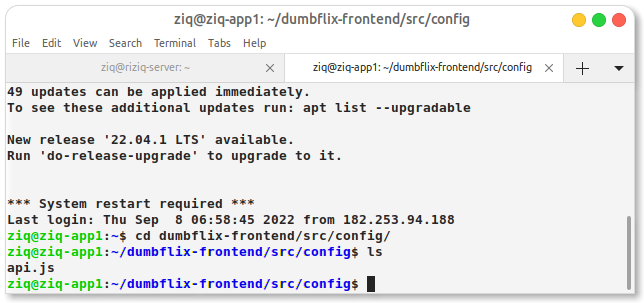 ziq@ziq-app1: ~/dumbflix-frontend/src/config
File Edit View Search Terminal Tabs Help
ziq@riziq-server: ~ × ziq@ziq-app1: ~/dumbflix-frontend/src/config ×
49 updates can be applied immediately.
To see these additional updates run: apt list --upgradable
New release '22.04.1 LTS' available.
Run 'do-release-upgrade' to upgrade to it.
*** System restart required ***
Last login: Thu Sep  8 06:58:45 2022 from 182.253.94.188
ziq@ziq-app1:~$ cd dumbflix-frontend/src/config/
ziq@ziq-app1:~/dumbflix-frontend/src/config$ ls
api.js
ziq@ziq-app1:~/dumbflix-frontend/src/config$